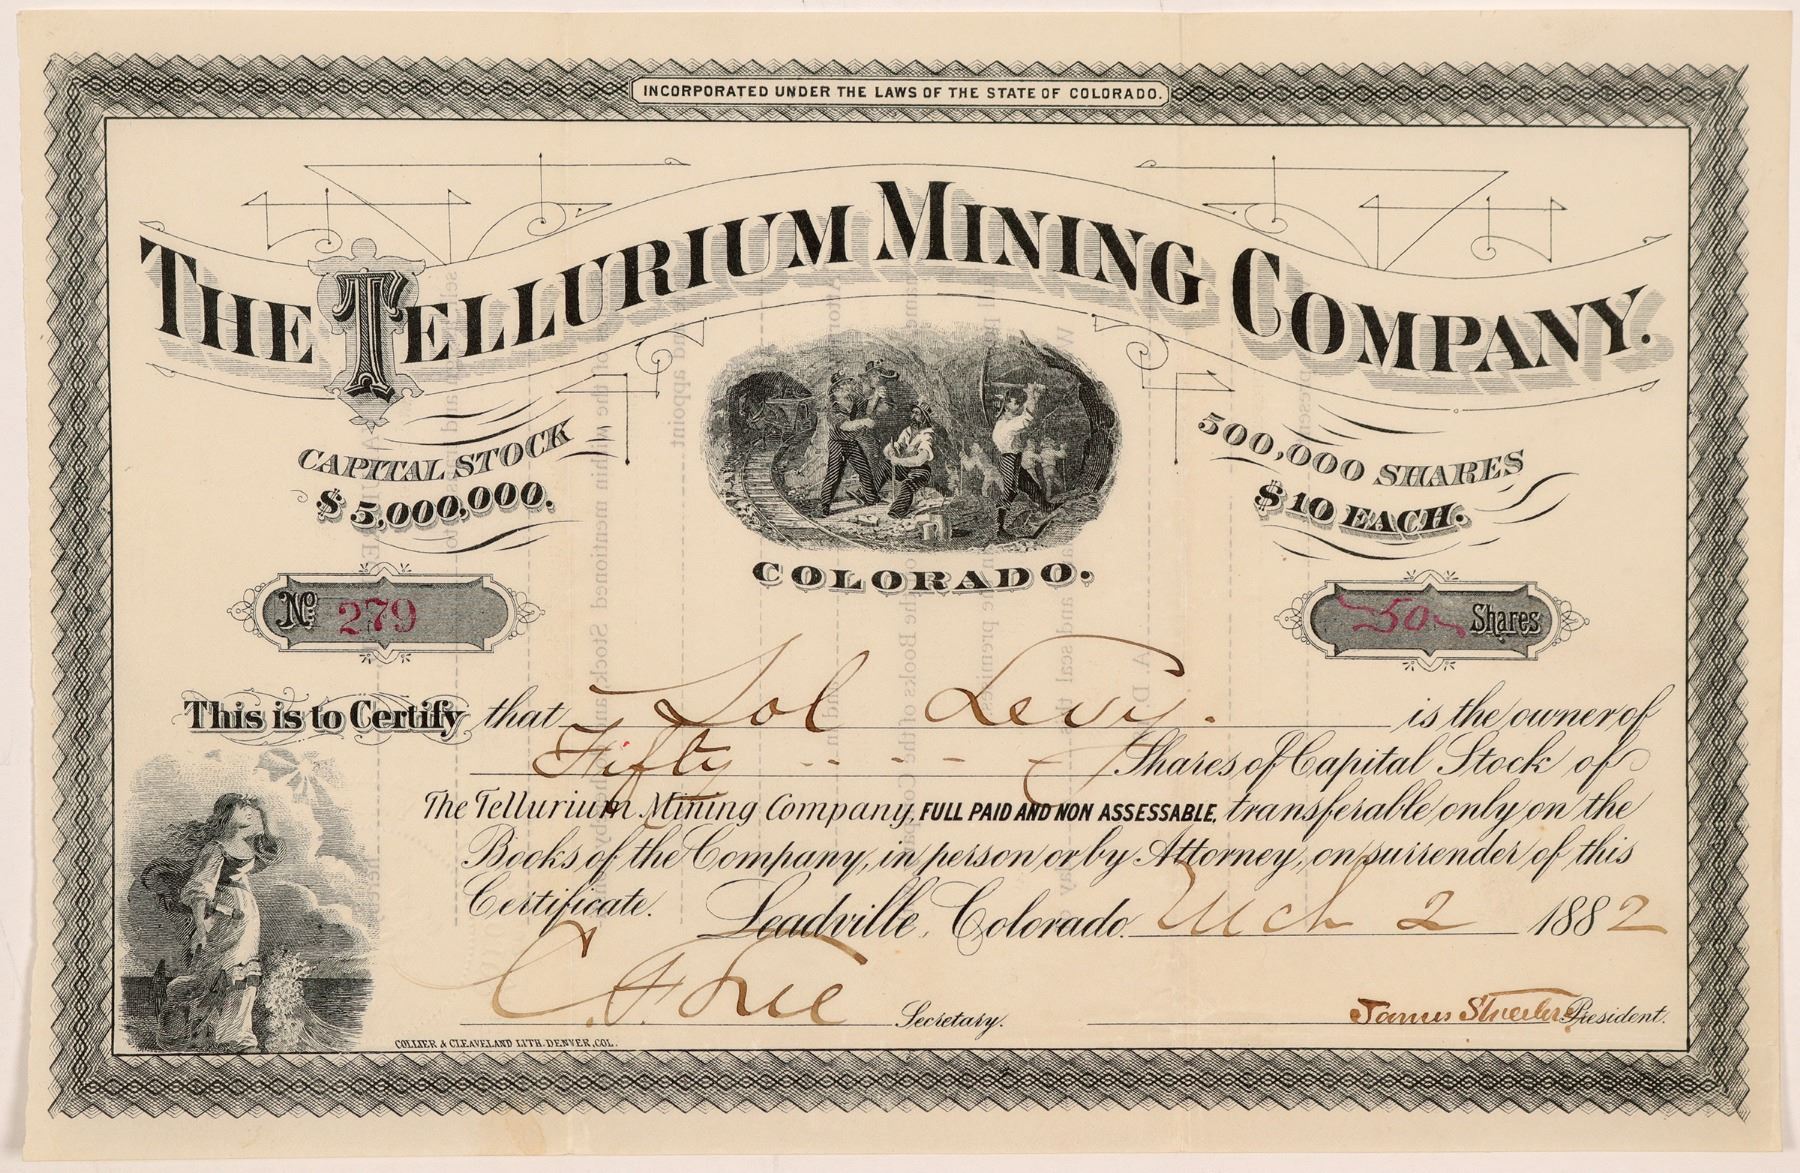 INCORPORATED UNDER THE LAWS OF THE STATE OF COLORADO.
THE TELLURIUM MINING COMPANY.
CAPITAL STOCK
$5,000,000.
500,000 SHARES
$10 EACH.
COLORADO.
No 279
50 Shares
This is to Certify that Sol Levy. is the owner of
Fifty Shares of Capital Stock of
The Tellurium Mining Company, FULL PAID AND NON ASSESSABLE, transferable only on the
Books of the Company, in person or by Attorney, on surrender of this
Certificate. Leadville, Colorado. Mch 2 1882
C. F. Lee Secretary. James Streeter President.
COLLIER & CLEAVELAND LITH. DENVER, COL.